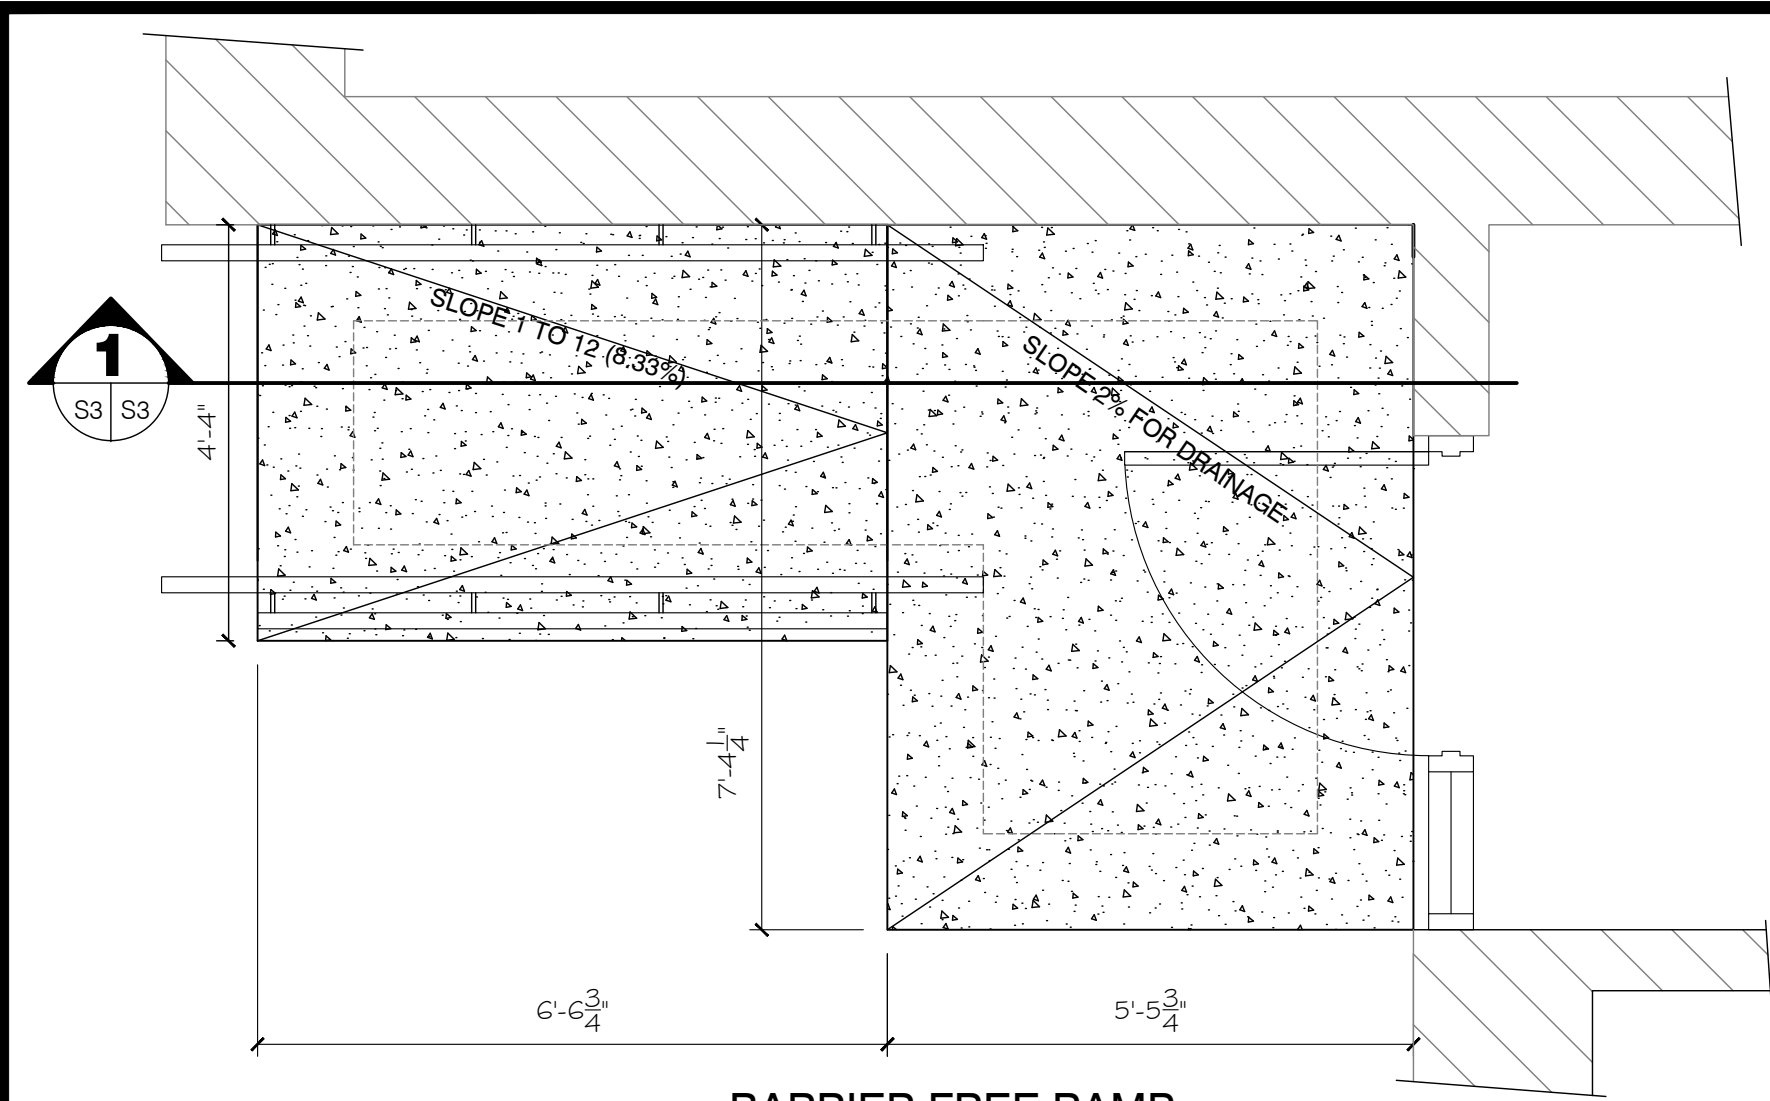 SLOPE 1 TO 12 (8.33%)
SLOPE 2% FOR DRAINAGE
1
S3 S3
4'-4"
7'-4 1/4"
6'-6 3/4"
5'-5 3/4"
BARRIER FREE RAMP